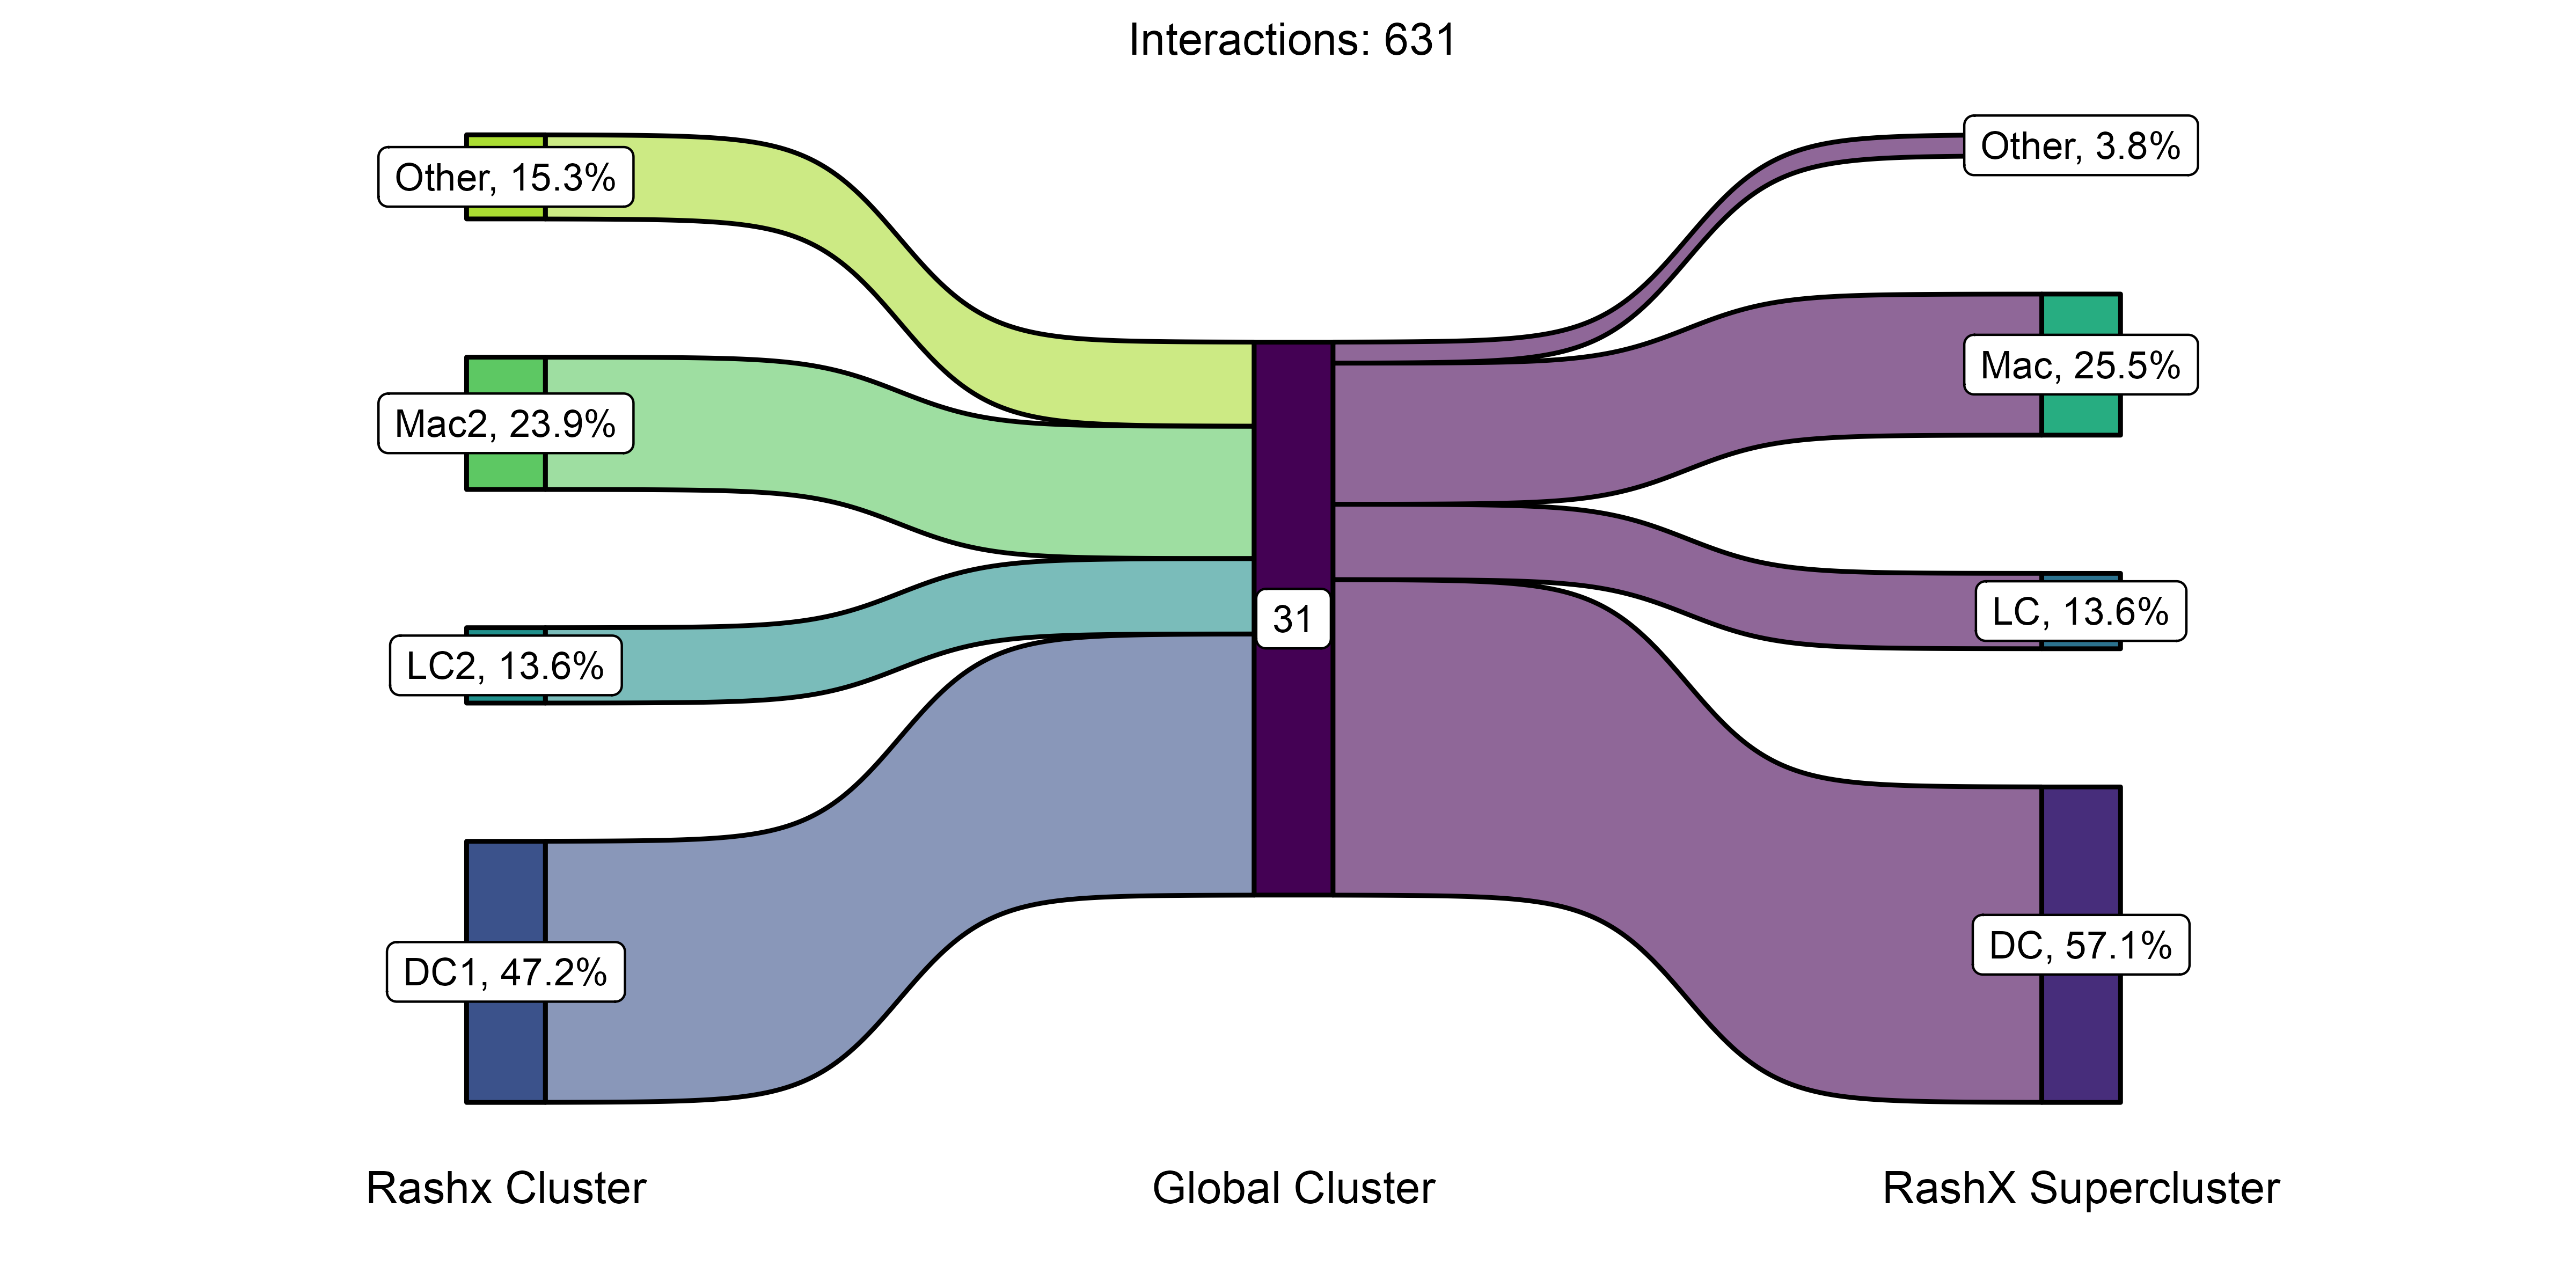 Interactions: 631
Other, 15.3%
Mac2, 23.9%
LC2, 13.6%
DC1, 47.2%
31
Other, 3.8%
Mac, 25.5%
LC, 13.6%
DC, 57.1%
Rashx Cluster
Global Cluster
RashX Supercluster